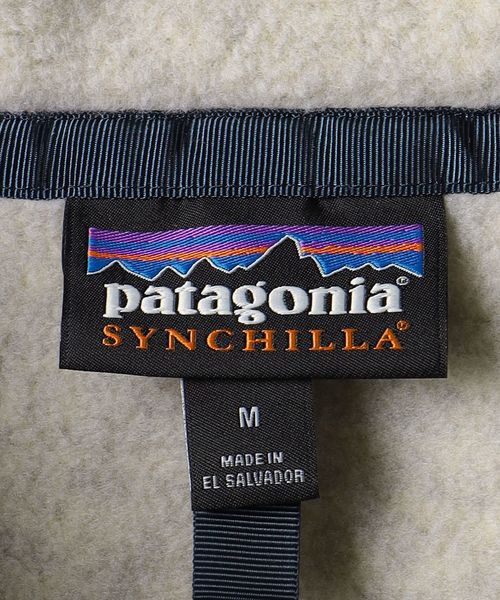 patagonia®
SYNCHILLA®
M
MADE IN
EL SALVADOR